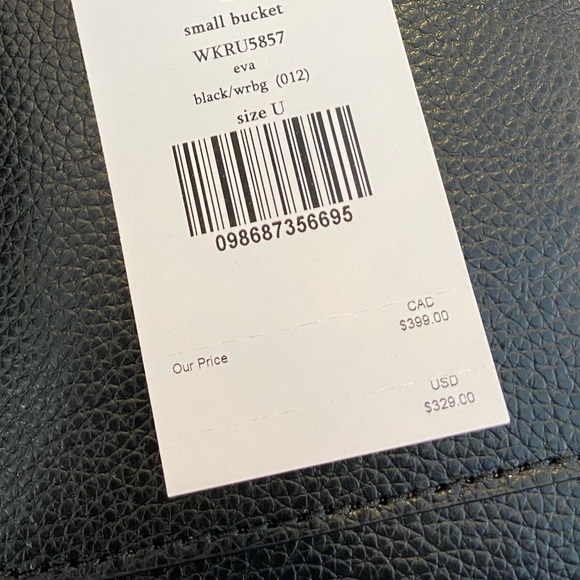 small bucket
WKRU5857
eva
black/wrbg (012)
size U
098687356695
CAD
$399.00
Our Price
USD
$329.00